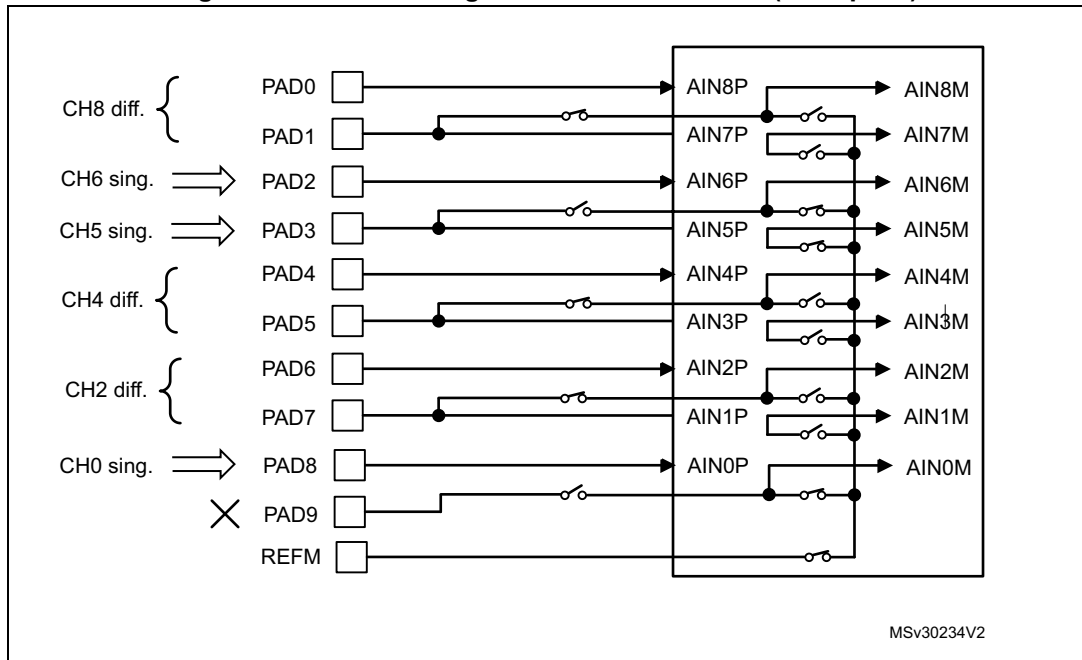 CH8 diff.
PAD0
AIN8P
AIN8M
PAD1
AIN7P
AIN7M
CH6 sing.
PAD2
AIN6P
AIN6M
CH5 sing.
PAD3
AIN5P
AIN5M
CH4 diff.
PAD4
AIN4P
AIN4M
PAD5
AIN3P
AIN3M
CH2 diff.
PAD6
AIN2P
AIN2M
PAD7
AIN1P
AIN1M
CH0 sing.
PAD8
AIN0P
AIN0M
PAD9
REFM
MSv30234V2